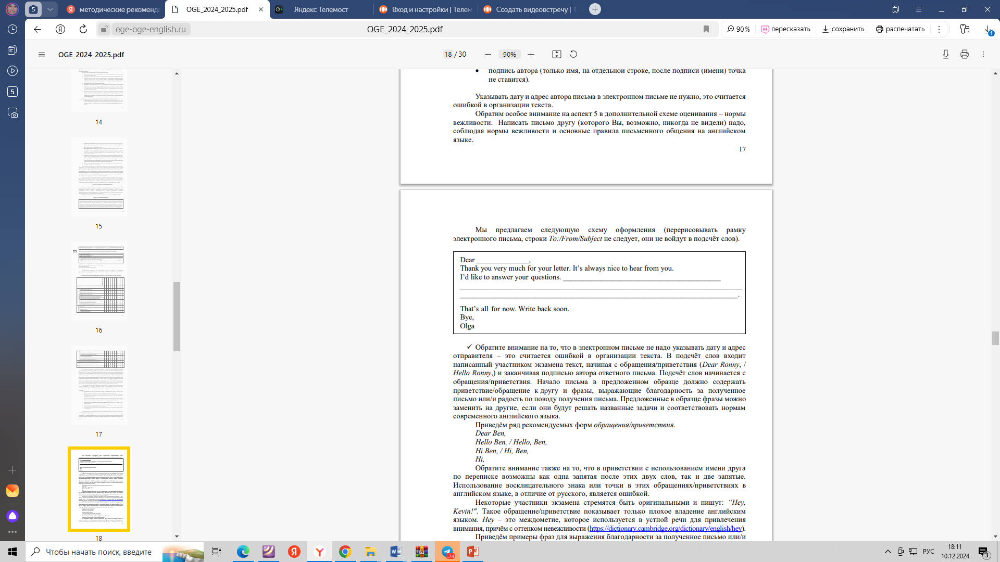 5
методические рекоменда
OGE_2024_2025.pdf
Яндекс Телемост
Вход и настройки | Телем
Создать видеовстречу | Т
ege-oge-english.ru
OGE_2024_2025.pdf
90%
пересказать
сохранить
распечатать
1
OGE_2024_2025.pdf
18 / 30
90%
5
14
15
16
17
18
подпись автора (только имя, на отдельной строке, после подписи (имени) точка
не ставится).
Указывать дату и адрес автора письма в электронном письме не нужно, это считается
ошибкой в организации текста.
Обратим особое внимание на аспект 5 в дополнительной схеме оценивания – нормы
вежливости. Написать письмо другу (которого Вы, возможно, никогда не видели) надо,
соблюдая нормы вежливости и основные правила письменного общения на английском
языке.
17
Мы предлагаем следующую схему оформления (перерисовывать рамку
электронного письма, строки To:/From/Subject не следует, они не войдут в подсчёт слов).
Dear ______________,
Thank you very much for your letter. It’s always nice to hear from you.
I’d like to answer your questions. ___________________________________________
_____________________________________________________________________________
____________________________________________________________________________.
That’s all for now. Write back soon.
Bye,
Olga
✓ Обратите внимание на то, что в электронном письме не надо указывать дату и адрес
отправителя – это считается ошибкой в организации текста. В подсчёт слов входит
написанный участником экзамена текст, начиная с обращения/приветствия (Dear Ronny, /
Hello Ronny,) и заканчивая подписью автора ответного письма. Подсчёт слов начинается с
обращения/приветствия. Начало письма в предложенном образце должно содержать
приветствие/обращение к другу и фразы, выражающие благодарность за полученное
письмо или/и радость по поводу получения письма. Предложенные в образце фразы можно
заменить на другие, если они будут решать названные задачи и соответствовать нормам
современного английского языка.
Приведём ряд рекомендуемых форм обращения/приветствия.
Dear Ben,
Hello Ben, / Hello, Ben,
Hi Ben, / Hi, Ben,
Hi,
Обратите внимание также на то, что в приветствии с использованием имени друга
по переписке возможны как одна запятая после этих двух слов, так и две запятые.
Использование восклицательного знака или точки в этих обращениях/приветствиях в
английском языке, в отличие от русского, является ошибкой.
Некоторые участники экзамена стремятся быть оригинальными и пишут: “Hey,
Kevin!". Такое обращение/приветствие показывает только плохое владение английским
языком. Hey – это междометие, которое используется в устной речи для привлечения
внимания, причём с оттенком невежливости (https://dictionary.cambridge.org/dictionary/english/hey).
Приведём примеры фраз для выражения благодарности за полученное письмо или/и
Чтобы начать поиск, введите
74
РУС
18:11
10.12.2024
3